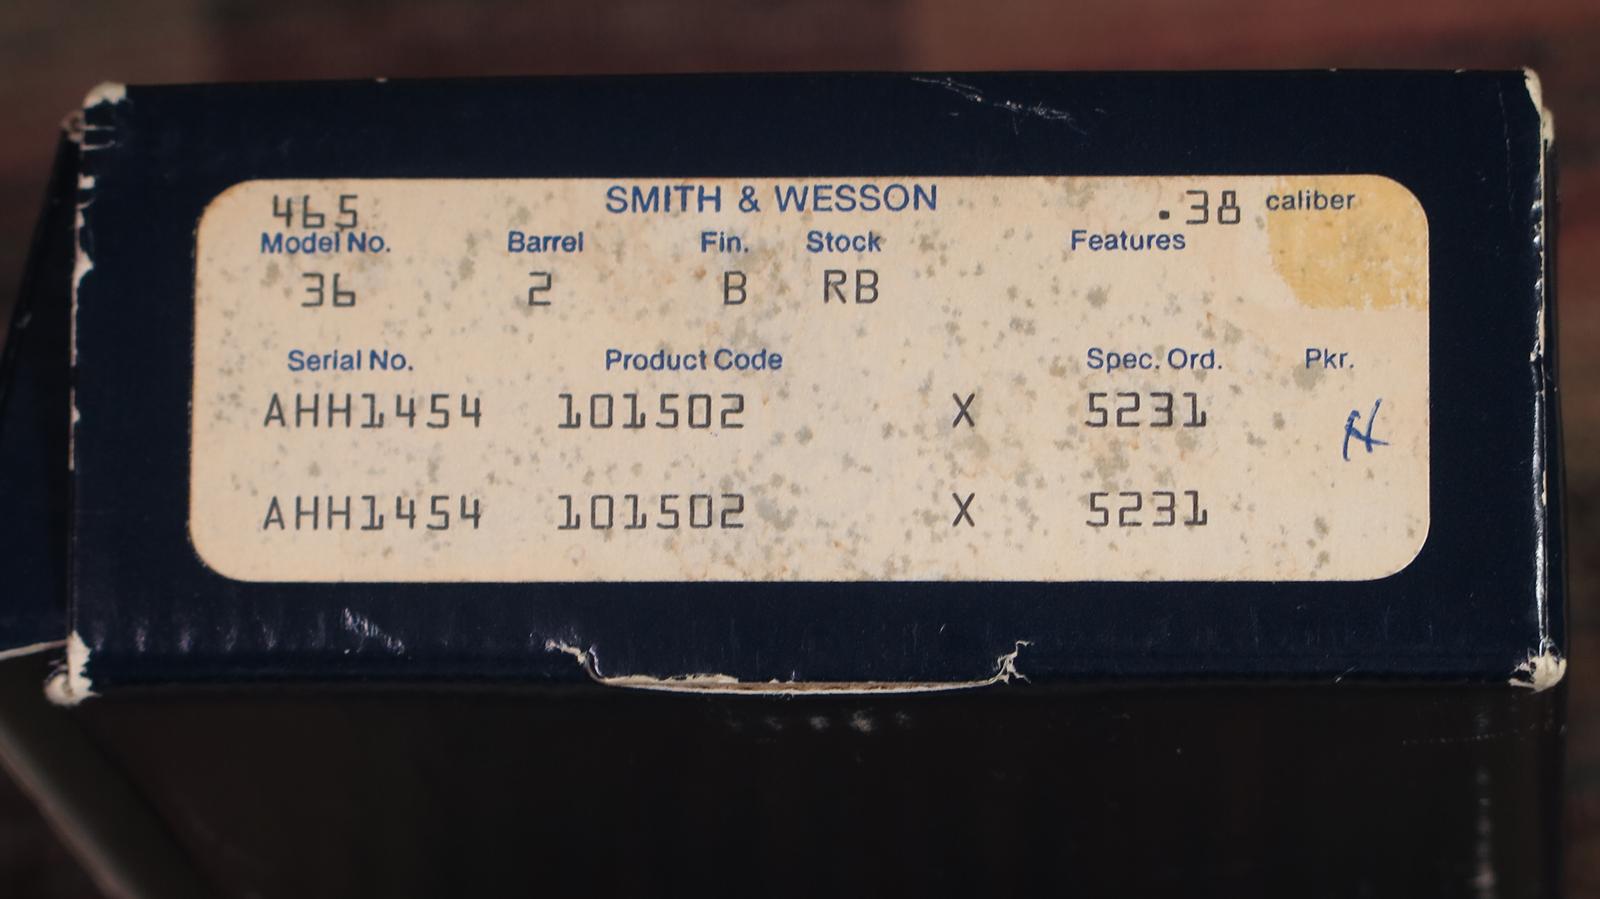 465 SMITH & WESSON .38 caliber
Model No. Barrel Fin. Stock Features
36 2 B RB
Serial No. Product Code Spec. Ord. Pkr.
AHH1454 101502 X 5231
AHH1454 101502 X 5231